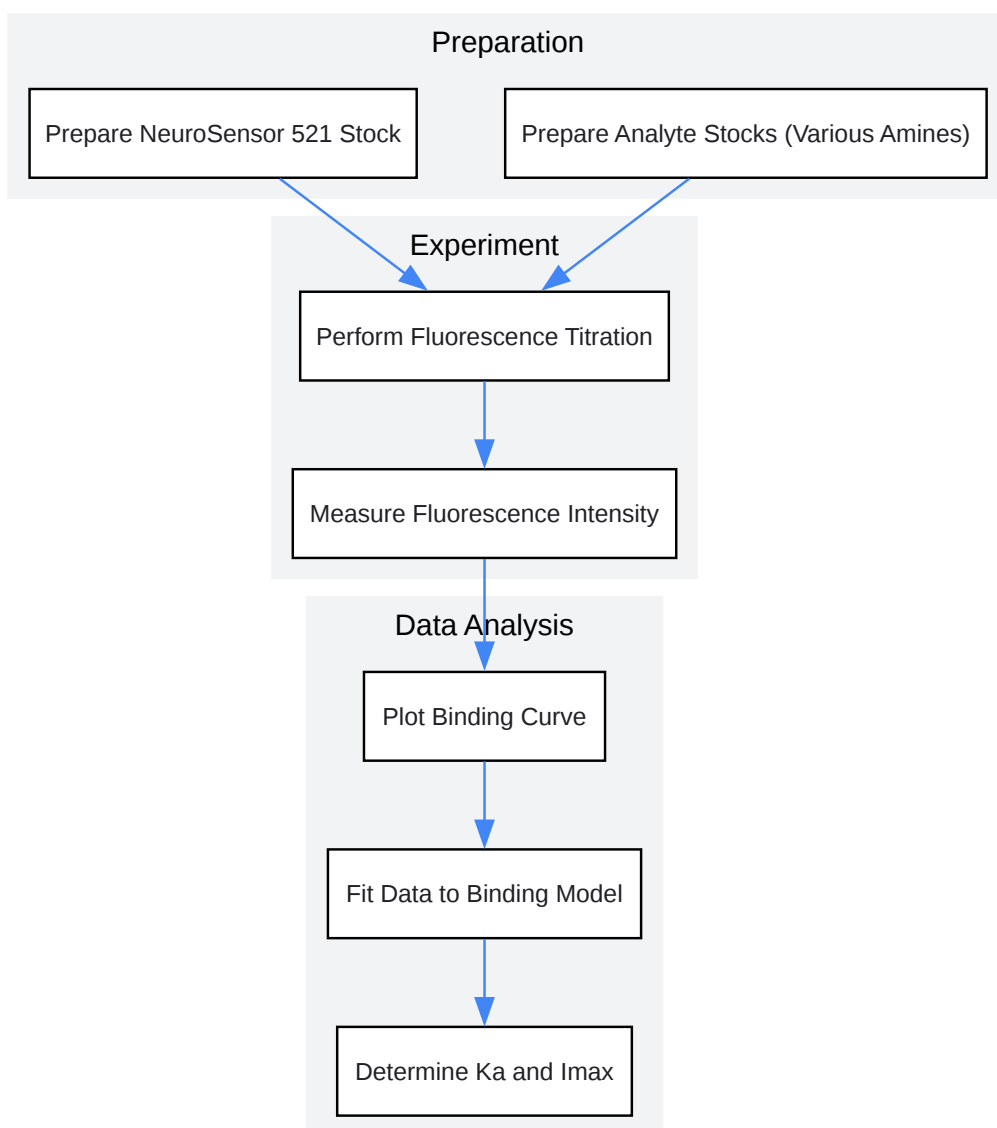 Preparation
Prepare NeuroSensor 521 Stock
Prepare Analyte Stocks (Various Amines)
Experiment
Perform Fluorescence Titration
Measure Fluorescence Intensity
Data Analysis
Plot Binding Curve
Fit Data to Binding Model
Determine Ka and Imax